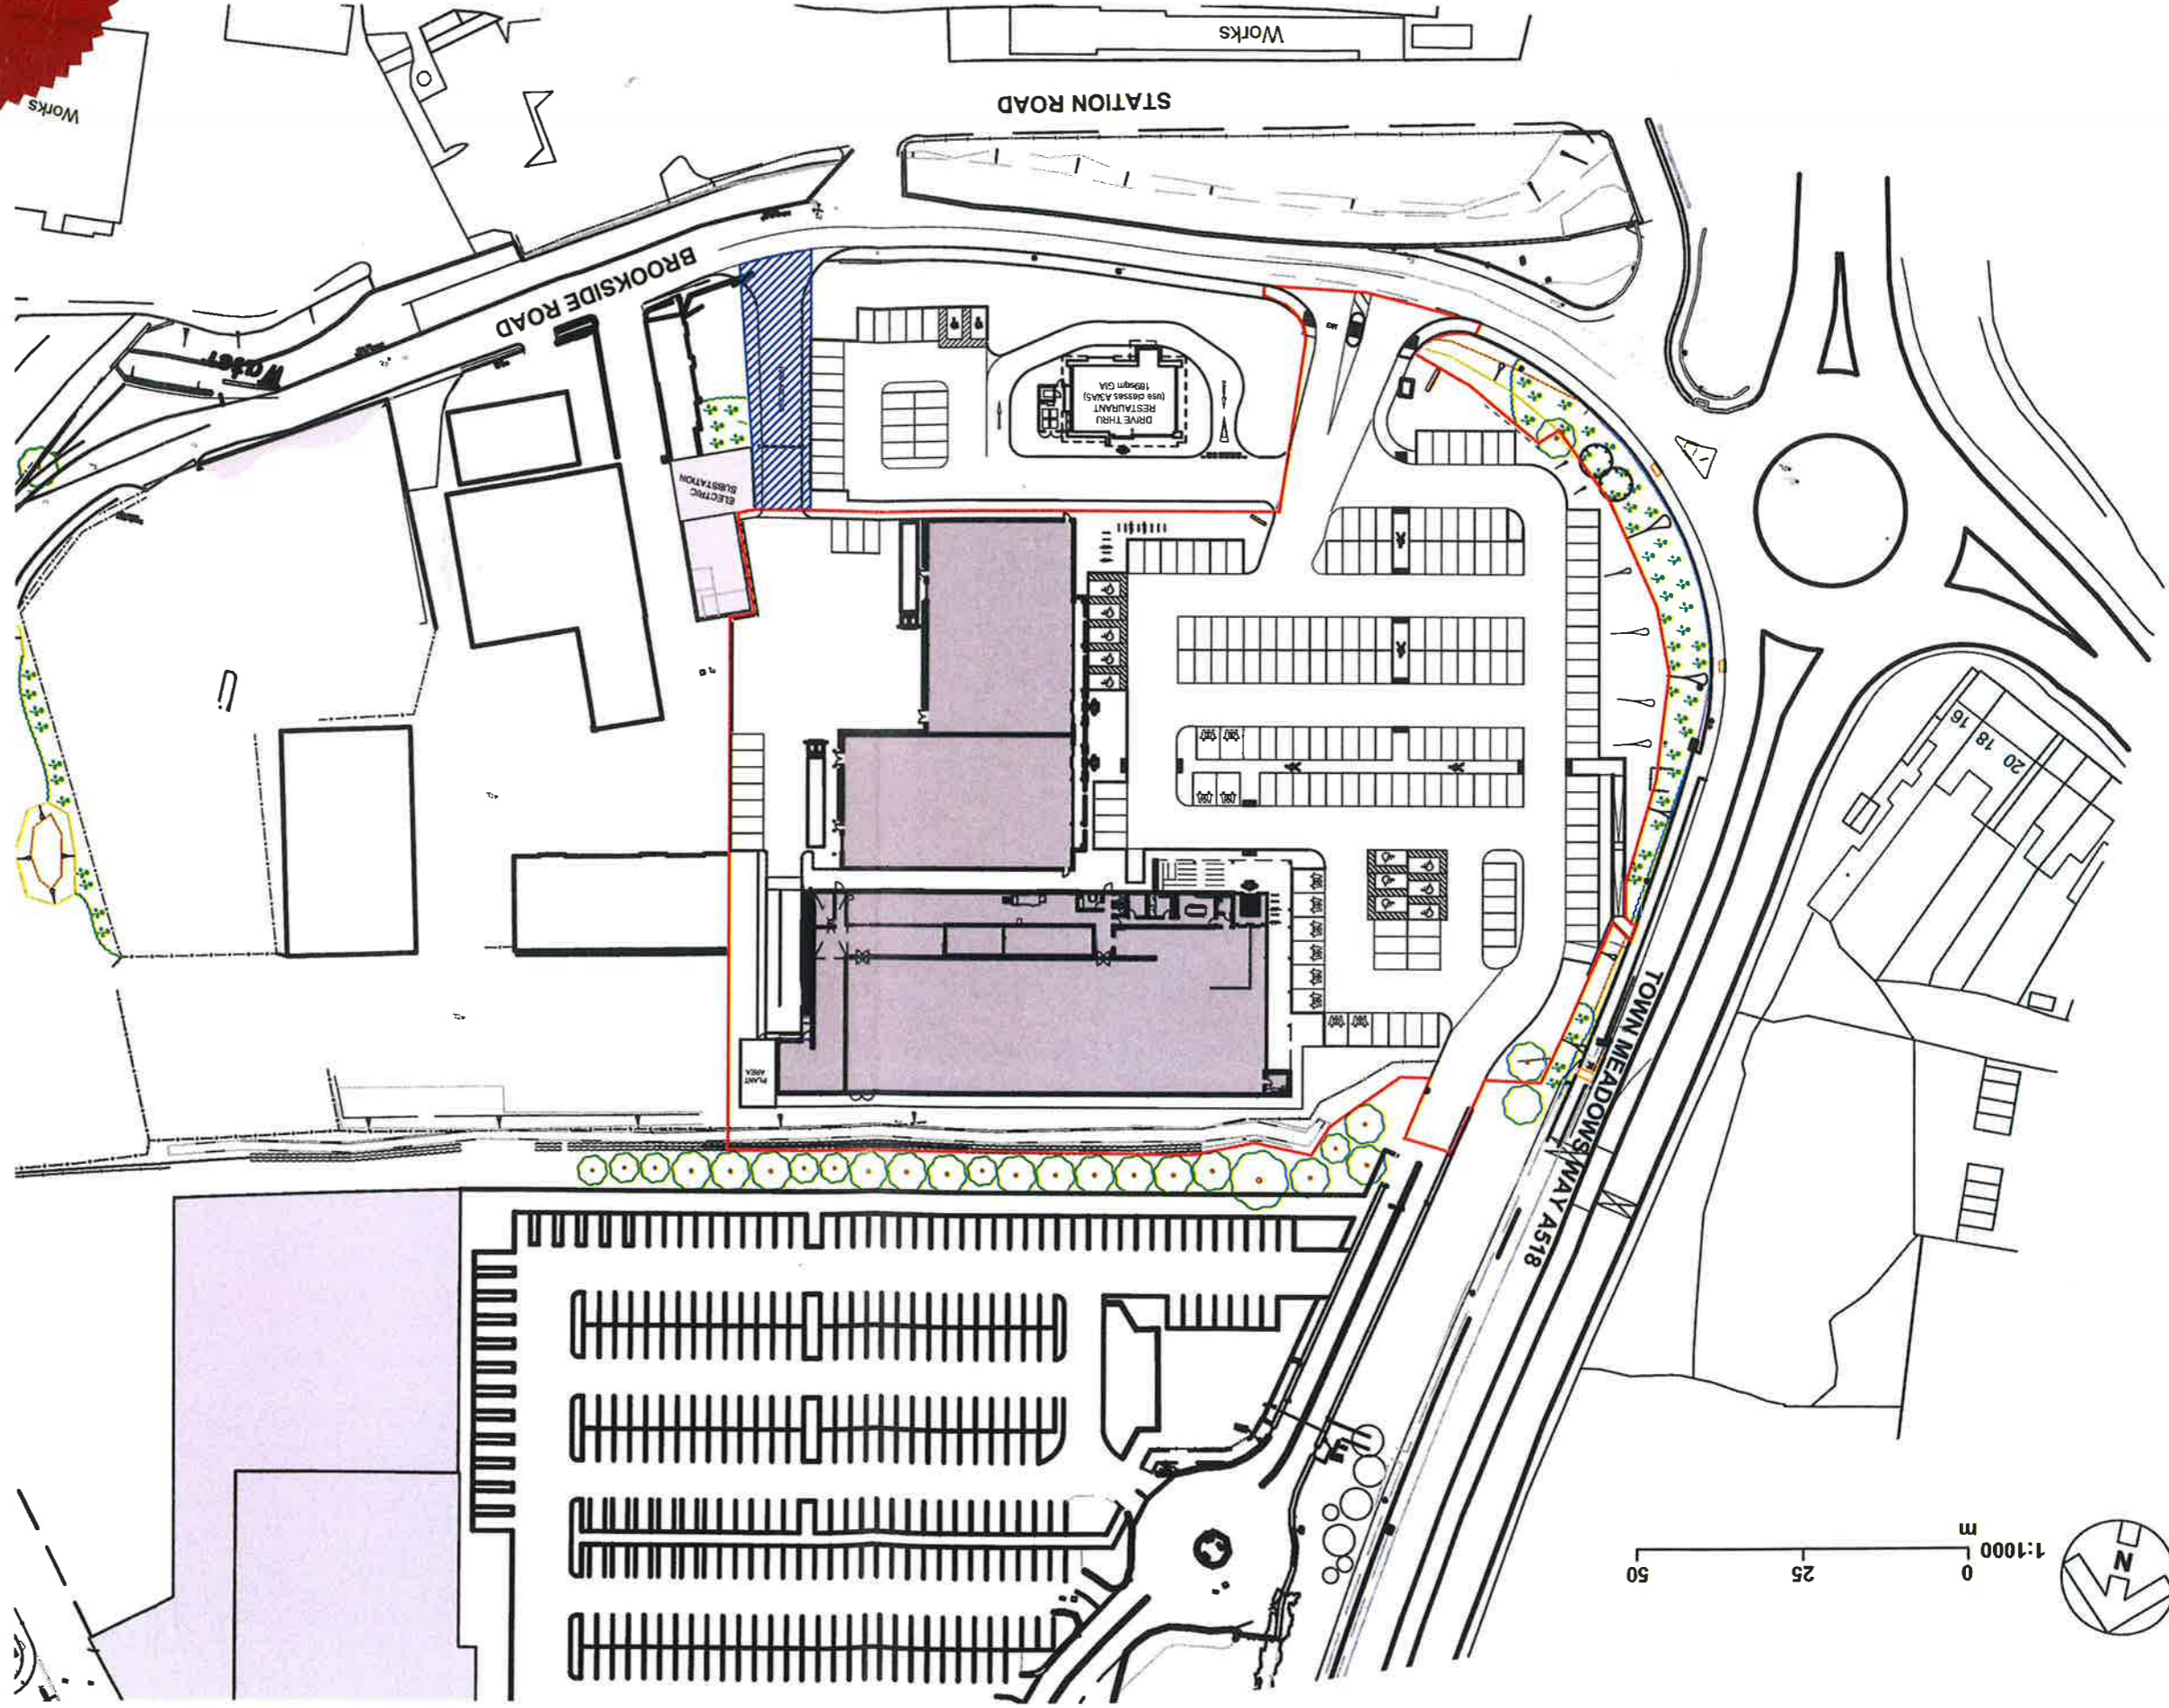 1:1000
0
25
50
m
N
TOWN MEADOWS WAY A518
PLANT
AREA
20
18
16
ELECTRIC
SUBSTATION
DRIVE THRU
RESTAURANT
(use classes A3/A5)
169sqm GIA
BROOKSIDE ROAD
Water
STATION ROAD
Works
Works